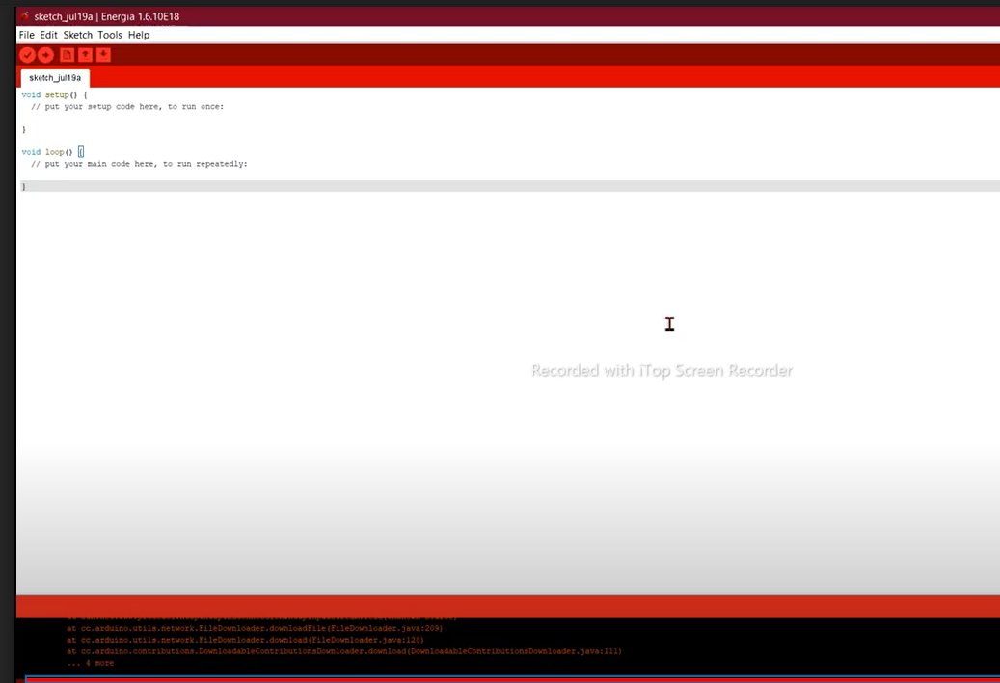 sketch_jul19a | Energia 1.6.10E18
File Edit Sketch Tools Help
sketch_jul19a
void setup() {
// put your setup code here, to run once:
}
void loop() {
// put your main code here, to run repeatedly:
}
Recorded with iTop Screen Recorder
at cc.arduino.utils.network.FileDownloader.downloadFile(FileDownloader.java:209)
at cc.arduino.utils.network.FileDownloader.download(FileDownloader.java:128)
at cc.arduino.contributions.DownloadableContributionsDownloader.download(DownloadableContributionsDownloader.java:111)
... 4 more